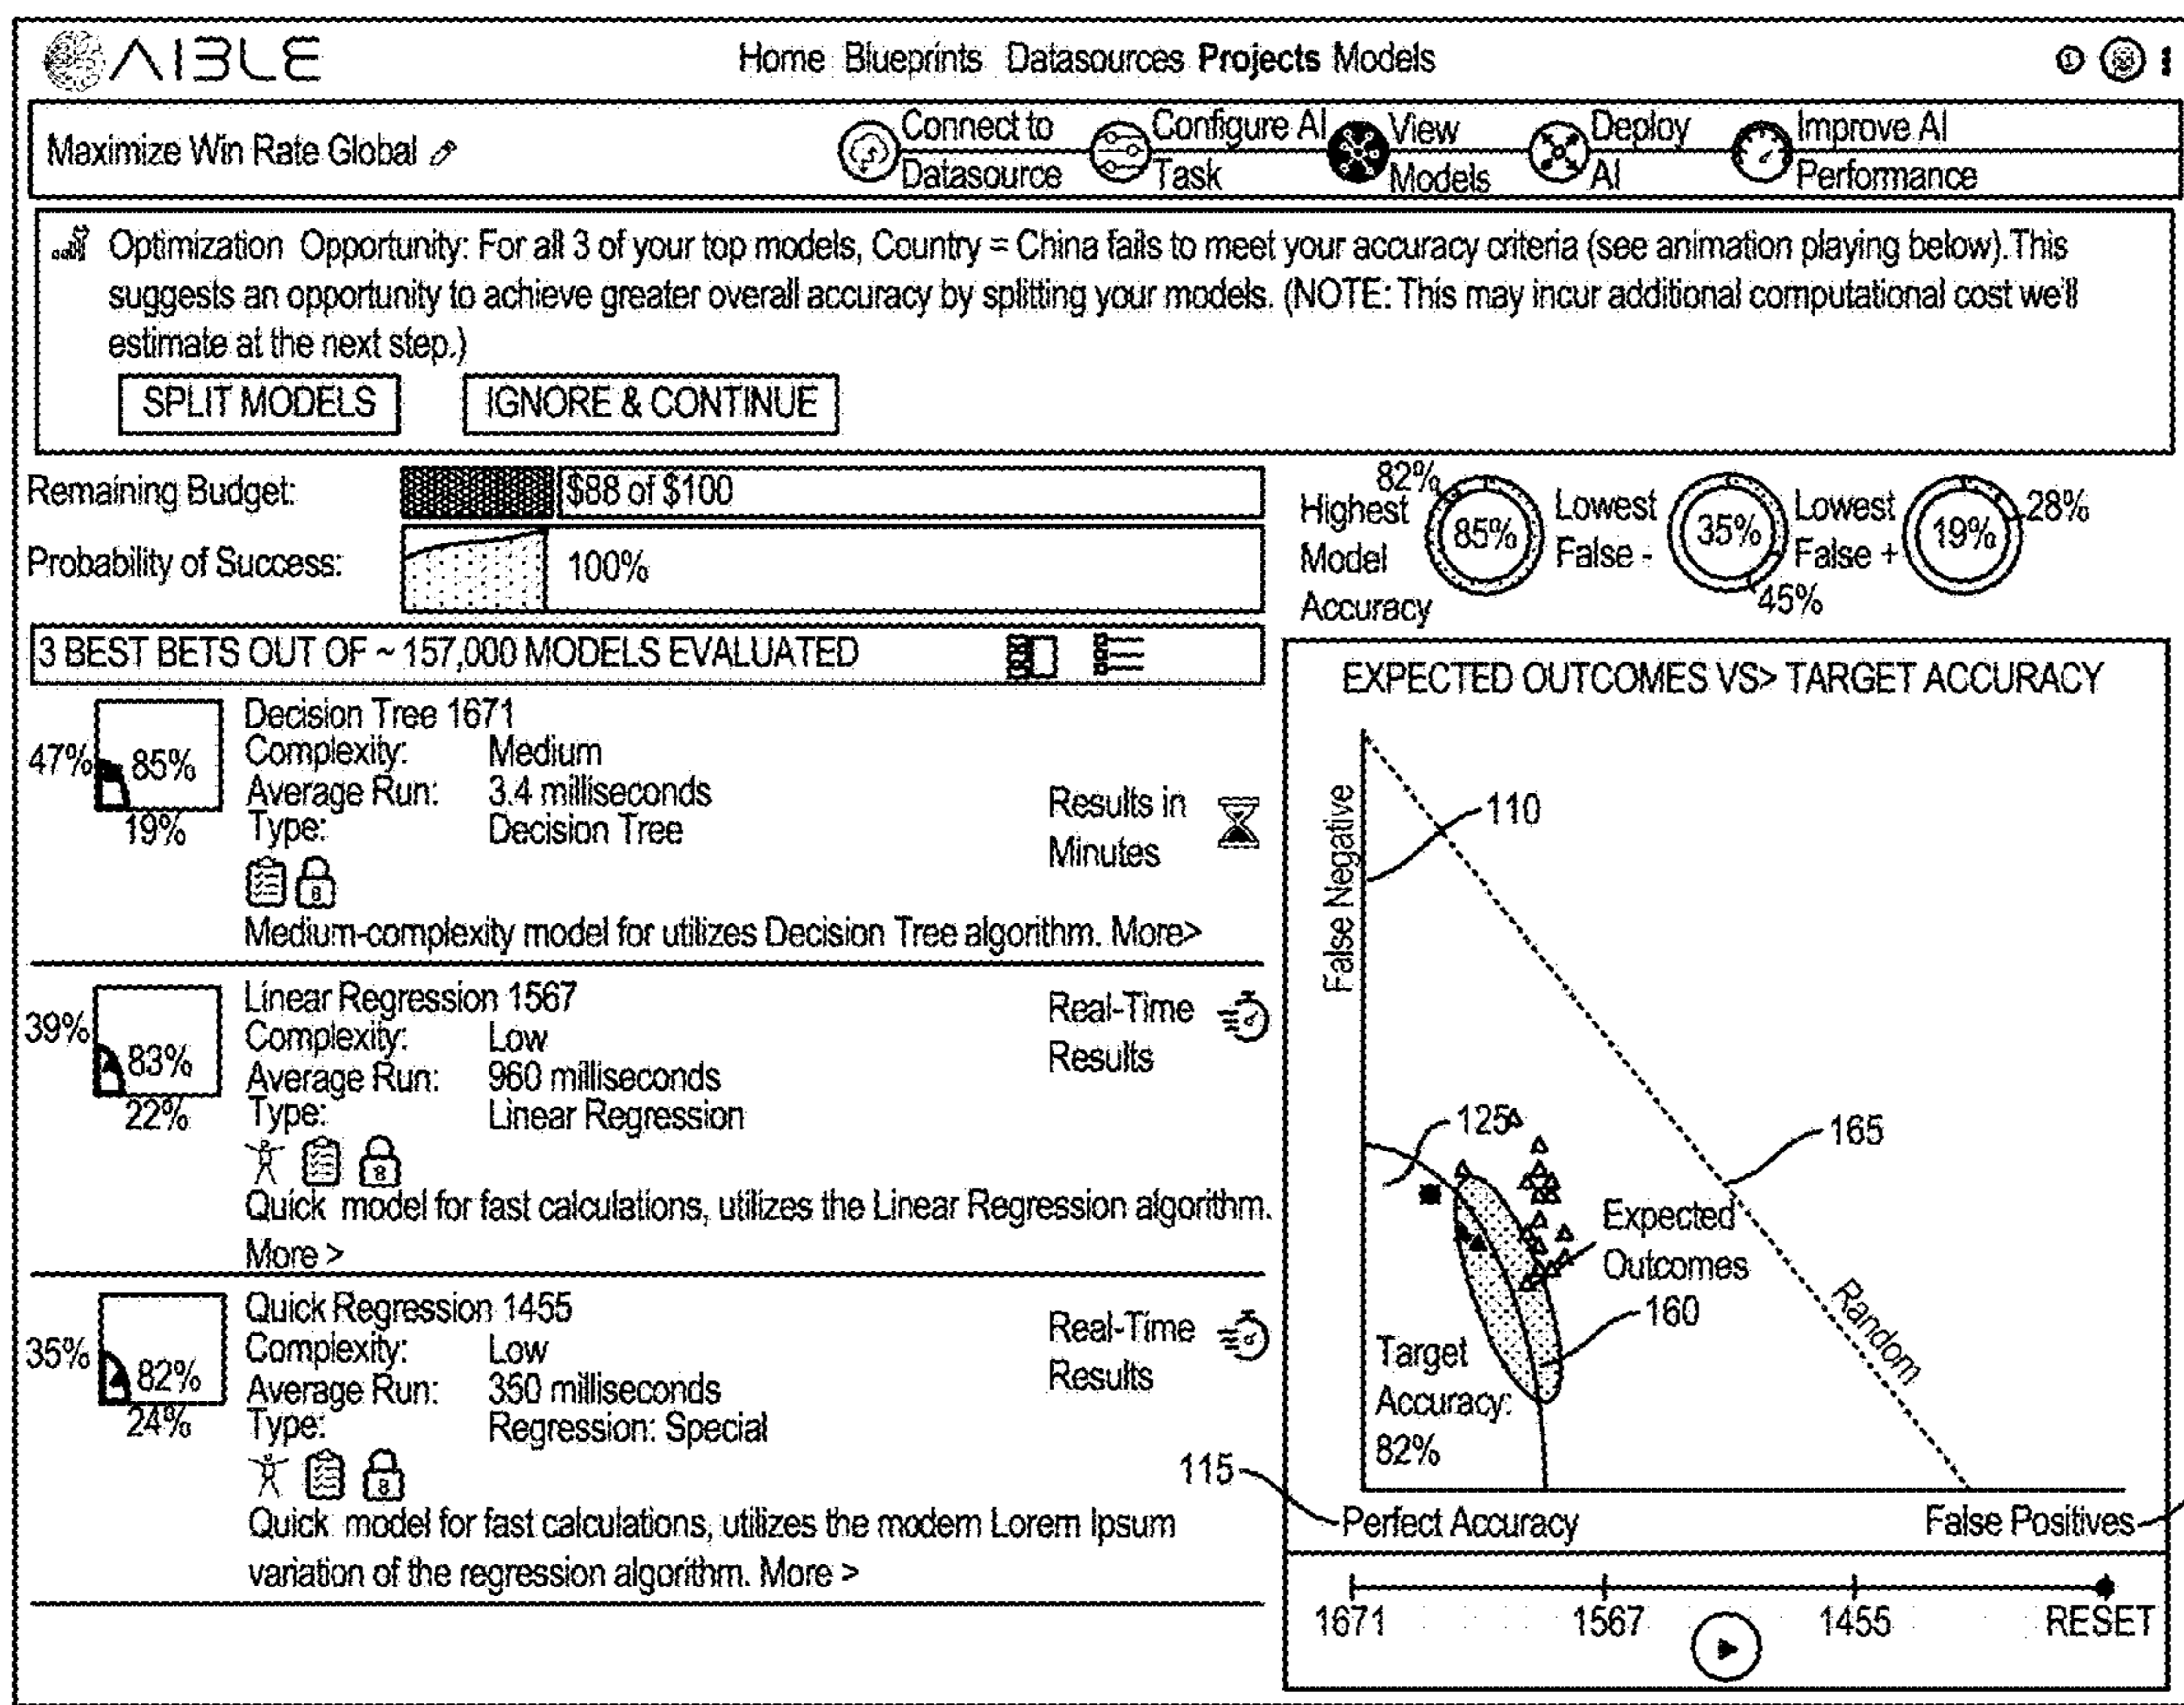 AIBLE
Home Blueprints Datasources Projects Models
Maximize Win Rate Global
Connect to
Datasource
Configure AI
Task
View
Models
Deploy
AI
Improve AI
Performance
Optimization Opportunity: For all 3 of your top models, Country = China fails to meet your accuracy criteria (see animation playing below).This
suggests an opportunity to achieve greater overall accuracy by splitting your models. (NOTE: This may incur additional computational cost we'll
estimate at the next step.)
SPLIT MODELS
IGNORE & CONTINUE
Remaining Budget:
$88 of $100
Probability of Success:
100%
82%
Highest
Model
Accuracy
85%
Lowest
False -
35%
45%
Lowest
False +
19%
28%
3 BEST BETS OUT OF ~ 157,000 MODELS EVALUATED
47%
85%
19%
Decision Tree 1671
Complexity: Medium
Average Run: 3.4 milliseconds
Type: Decision Tree
Results in
Minutes
8
Medium-complexity model for utilizes Decision Tree algorithm. More>
39%
83%
22%
Linear Regression 1567
Complexity: Low
Average Run: 960 milliseconds
Type: Linear Regression
Real-Time
Results
8
Quick model for fast calculations, utilizes the Linear Regression algorithm.
More >
35%
82%
24%
Quick Regression 1455
Complexity: Low
Average Run: 350 milliseconds
Type: Regression: Special
Real-Time
Results
8
Quick model for fast calculations, utilizes the modem Lorem Ipsum
variation of the regression algorithm. More >
EXPECTED OUTCOMES VS> TARGET ACCURACY
False Negative
110
125
165
Expected
Outcomes
160
Random
Target
Accuracy:
82%
115
Perfect Accuracy
False Positives
1671
1567
1455
RESET